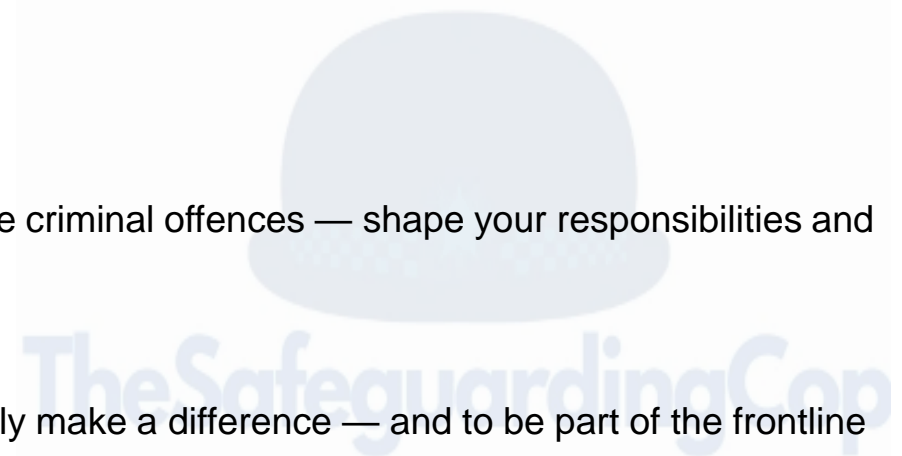 e criminal offences — shape your responsibilities and
TheSafeguardingCop
ly make a difference — and to be part of the frontline